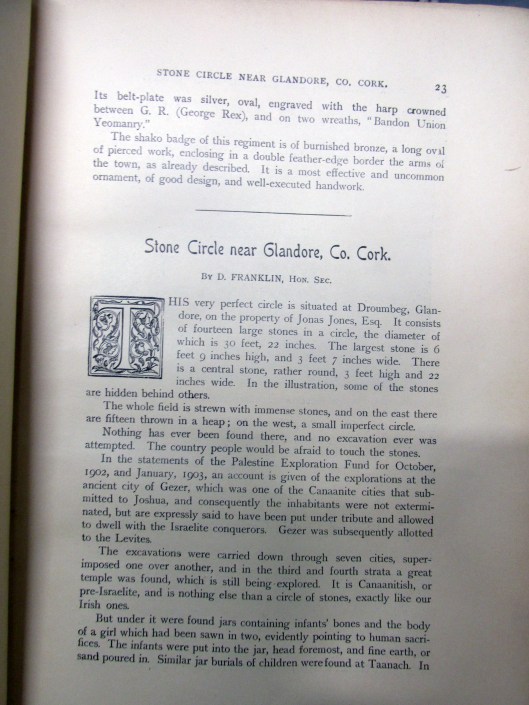 STONE CIRCLE NEAR GLANDORE, CO. CORK. 23
Its belt-plate was silver, oval, engraved with the harp crowned
between G. R. (George Rex), and on two wreaths, "Bandon Union
Yeomanry."
The shako badge of this regiment is of burnished bronze, a long oval
of pierced work, enclosing in a double feather-edge border the arms of
the town, as already described. It is a most effective and uncommon
ornament, of good design, and well-executed handwork.
Stone Circle near Glandore, Co. Cork.
By D. FRANKLIN, Hon. Sec.
THIS very perfect circle is situated at Droumbeg, Glan-
dore, on the property of Jonas Jones, Esq. It consists
of fourteen large stones in a circle, the diameter of
which is 30 feet, 22 inches. The largest stone is 6
feet 9 inches high, and 3 feet 7 inches wide. There
is a central stone, rather round, 3 feet high and 22
inches wide. In the illustration, some of the stones
are hidden behind others.
The whole field is strewn with immense stones, and on the east there
are fifteen thrown in a heap; on the west, a small imperfect circle.
Nothing has ever been found there, and no excavation ever was
attempted. The country people would be afraid to touch the stones.
In the statements of the Palestine Exploration Fund for October,
1902, and January, 1903, an account is given of the explorations at the
ancient city of Gezer, which was one of the Canaanite cities that sub-
mitted to Joshua, and consequently the inhabitants were not extermi-
nated, but are expressly said to have been put under tribute and allowed
to dwell with the Israelite conquerors. Gezer was subsequently allotted
to the Levites.
The excavations were carried down through seven cities, super-
imposed one over another, and in the third and fourth strata a great
temple was found, which is still being explored. It is Canaanitish, or
pre-Israelite, and is nothing else than a circle of stones, exactly like our
Irish ones.
But under it were found jars containing infants' bones and the body
of a girl which had been sawn in two, evidently pointing to human sacri-
fices. The infants were put into the jar, head foremost, and fine earth, or
sand poured in. Similar jar burials of children were found at Taanach. In